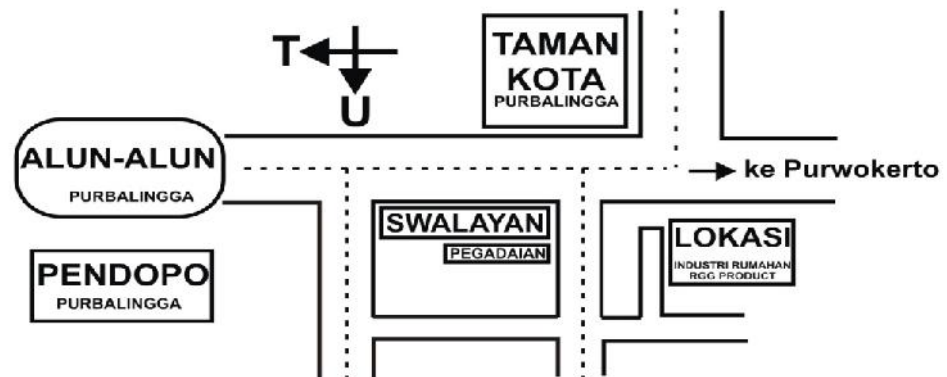 T
U
TAMAN
KOTA
PURBALINGGA
ALUN-ALUN
PURBALINGGA
ke Purwokerto
SWALAYAN
PEGADAIAN
LOKASI
INDUSTRI RUMAHAN
RGG PRODUCT
PENDOPO
PURBALINGGA